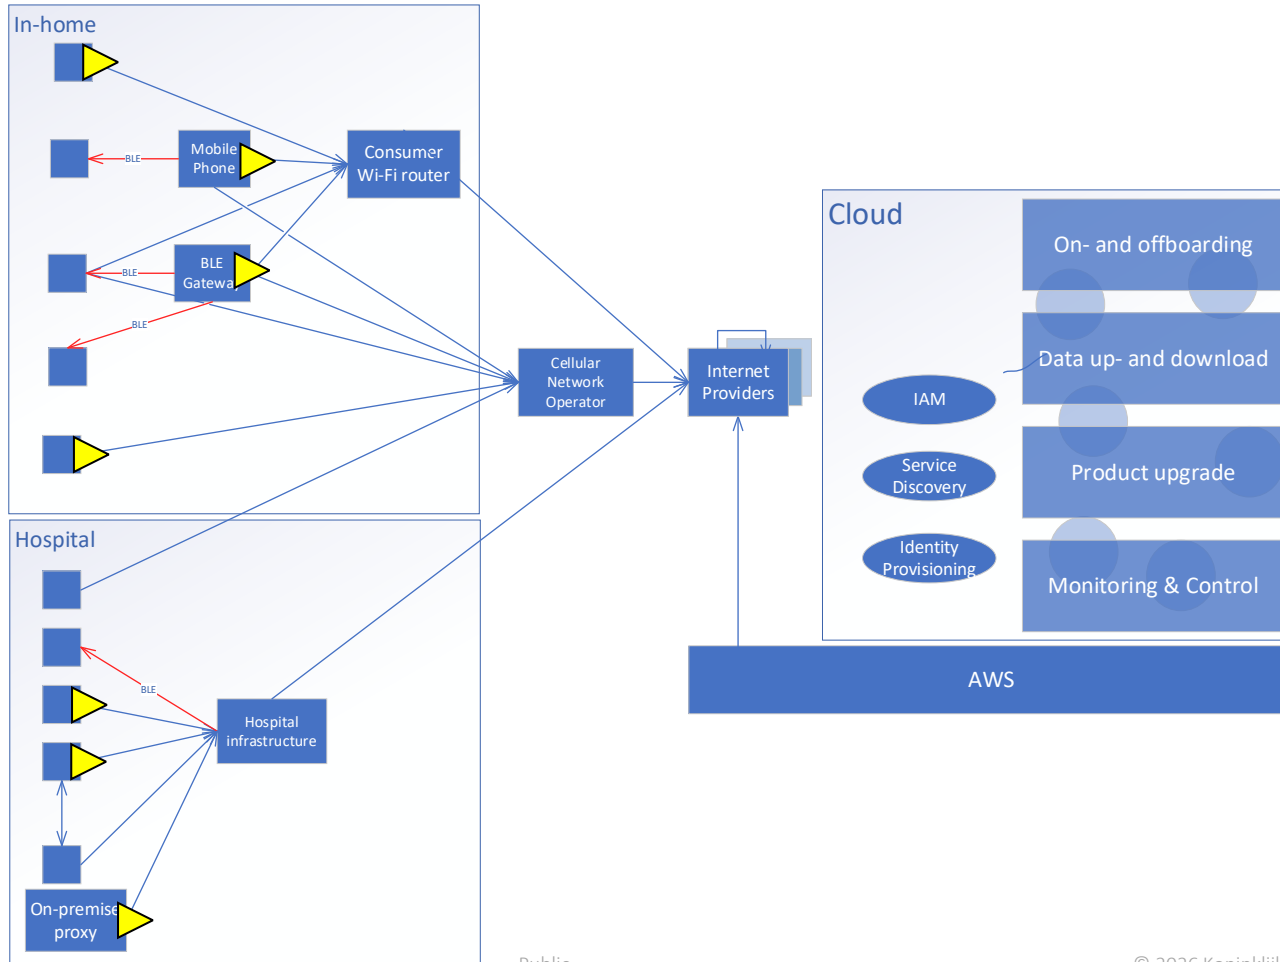 In-home
Mobile
Phone
Consumer
Wi-Fi router
BLE
BLE
BLE
Gateway
BLE
Cellular
Network
Operator
Internet
Providers
Cloud
On- and offboarding
Data up- and download
IAM
Service
Discovery
Product upgrade
Identity
Provisioning
Monitoring & Control
AWS
Hospital
BLE
Hospital
infrastructure
On-premise
proxy
Public